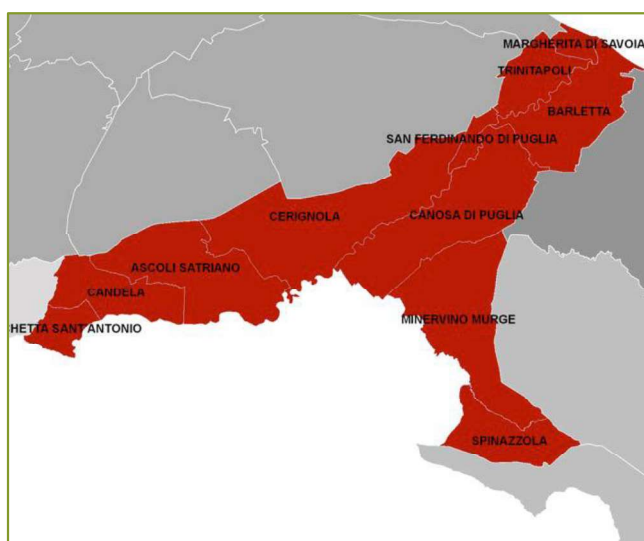 MARGHERITA DI SAVOIA
TRINITAPOLI
BARLETTA
SAN FERDINANDO DI PUGLIA
CERIGNOLA
CANOSA DI PUGLIA
ASCOLI SATRIANO
CANDELA
CHETTA SANT'ANTONIO
MINERVINO MURGE
SPINAZZOLA